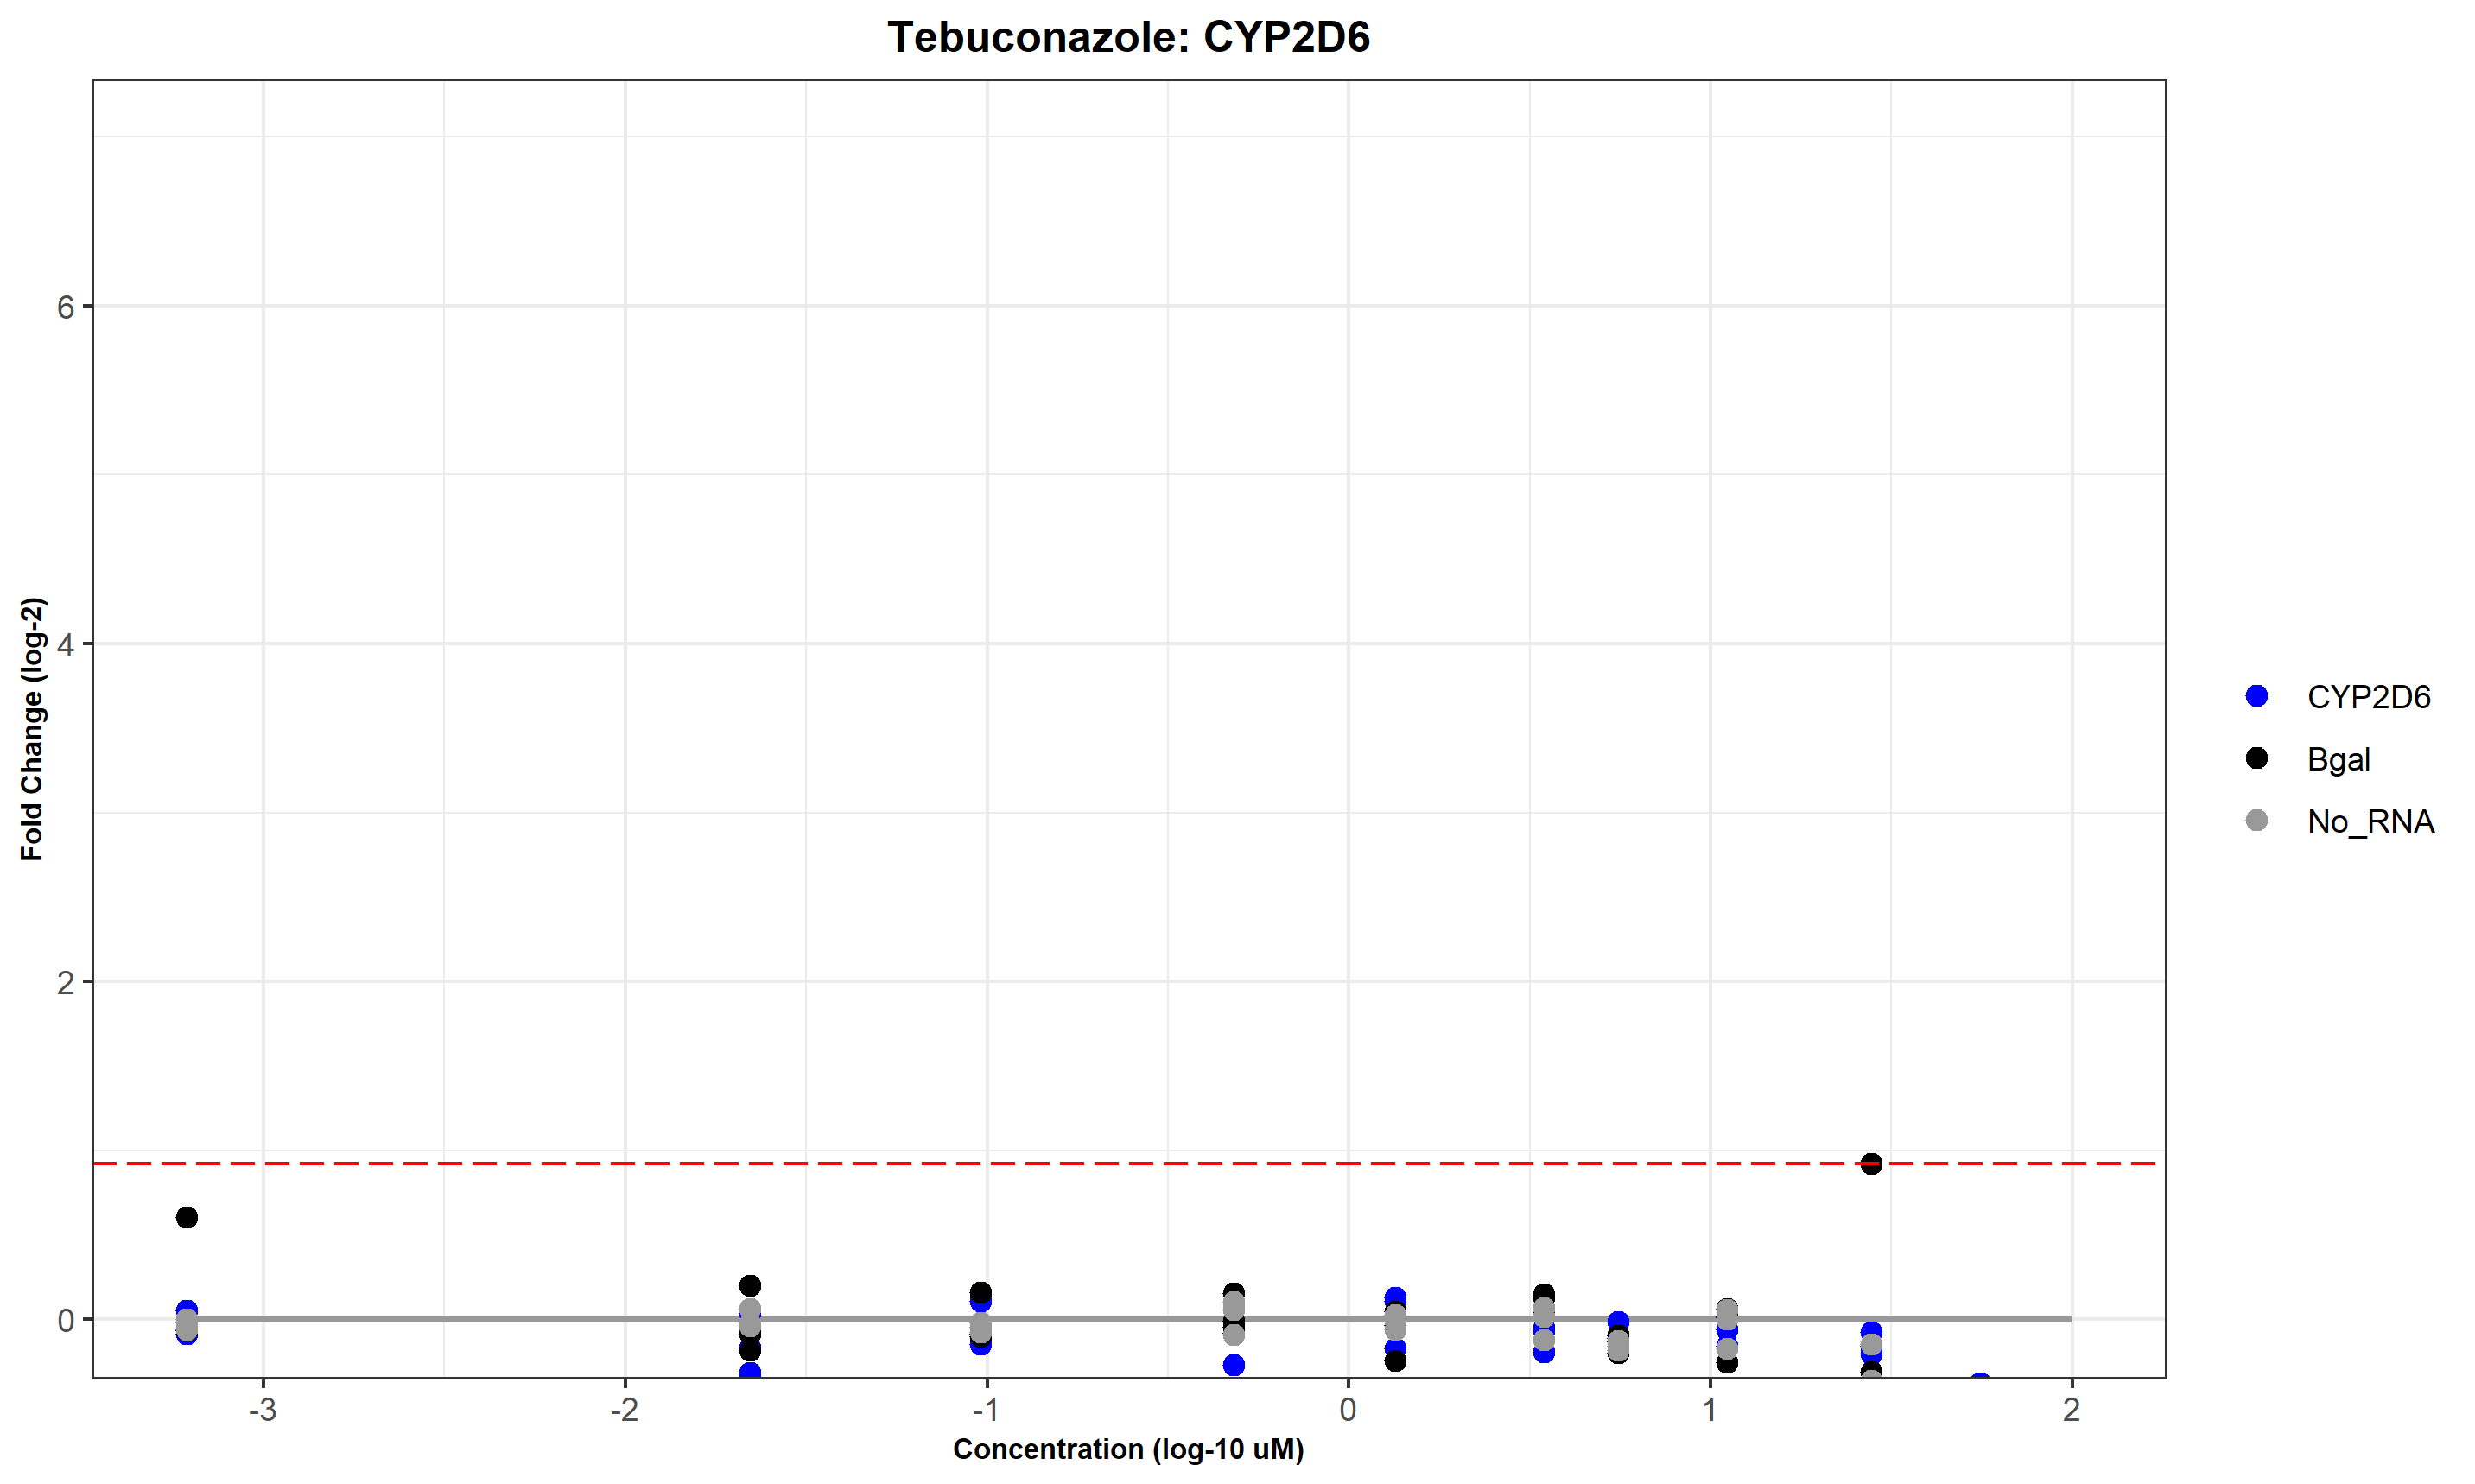 Tebuconazole: CYP2D6
Fold Change (log-2)
6
4
2
0
-3
-2
-1
0
1
2
Concentration (log-10 uM)
CYP2D6
Bgal
No_RNA